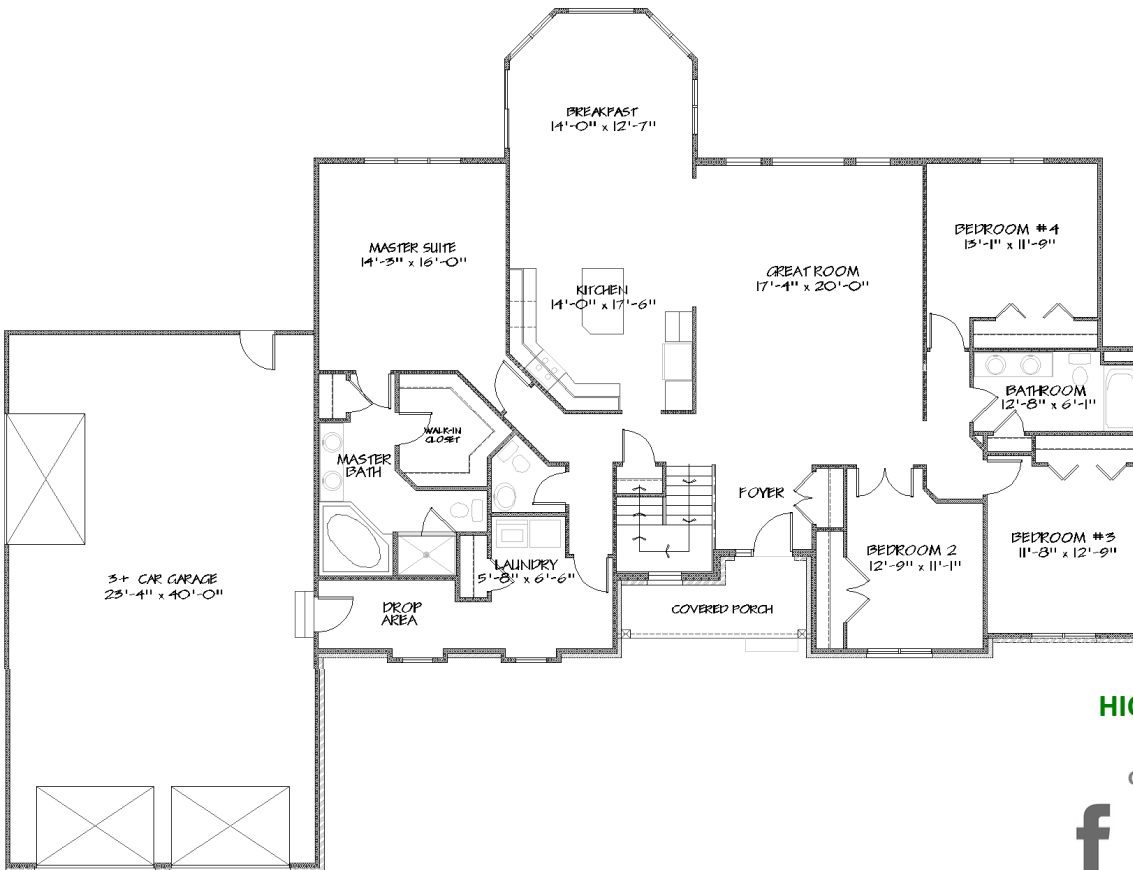 BREAKFAST
14'-0" x 12'-7"
MASTER SUITE
14'-3" x 16'-0"
KITCHEN
14'-0" x 17'-6"
GREAT ROOM
17'-4" x 20'-0"
BEDROOM #4
13'-1" x 11'-9"
BATHROOM
12'-8" x 6'-1"
WALK-IN
CLOSET
MASTER
BATH
FOYER
BEDROOM #3
11'-8" x 12'-9"
BEDROOM 2
12'-9" x 11'-1"
LAUNDRY
5'-8" x 6'-6"
3+ CAR GARAGE
23'-4" x 40'-0"
DROP
AREA
COVERED PORCH
f